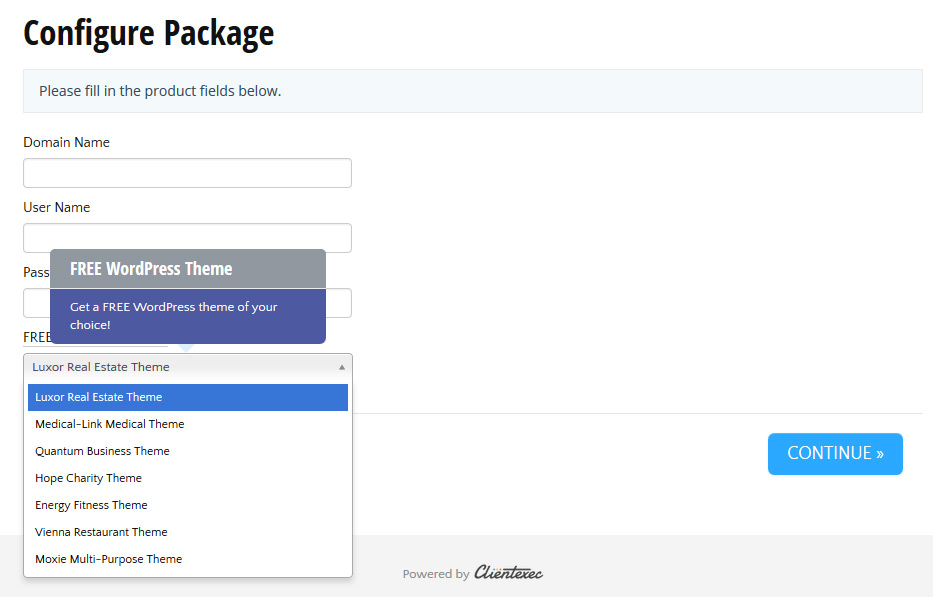 Configure Package
Please fill in the product fields below.
Domain Name
User Name
Pass
FREE WordPress Theme
Get a FREE WordPress theme of your
choice!
FREE
Luxor Real Estate Theme
Luxor Real Estate Theme
Medical-Link Medical Theme
Quantum Business Theme
Hope Charity Theme
Energy Fitness Theme
Vienna Restaurant Theme
Moxie Multi-Purpose Theme
CONTINUE »
Powered by Clientexec